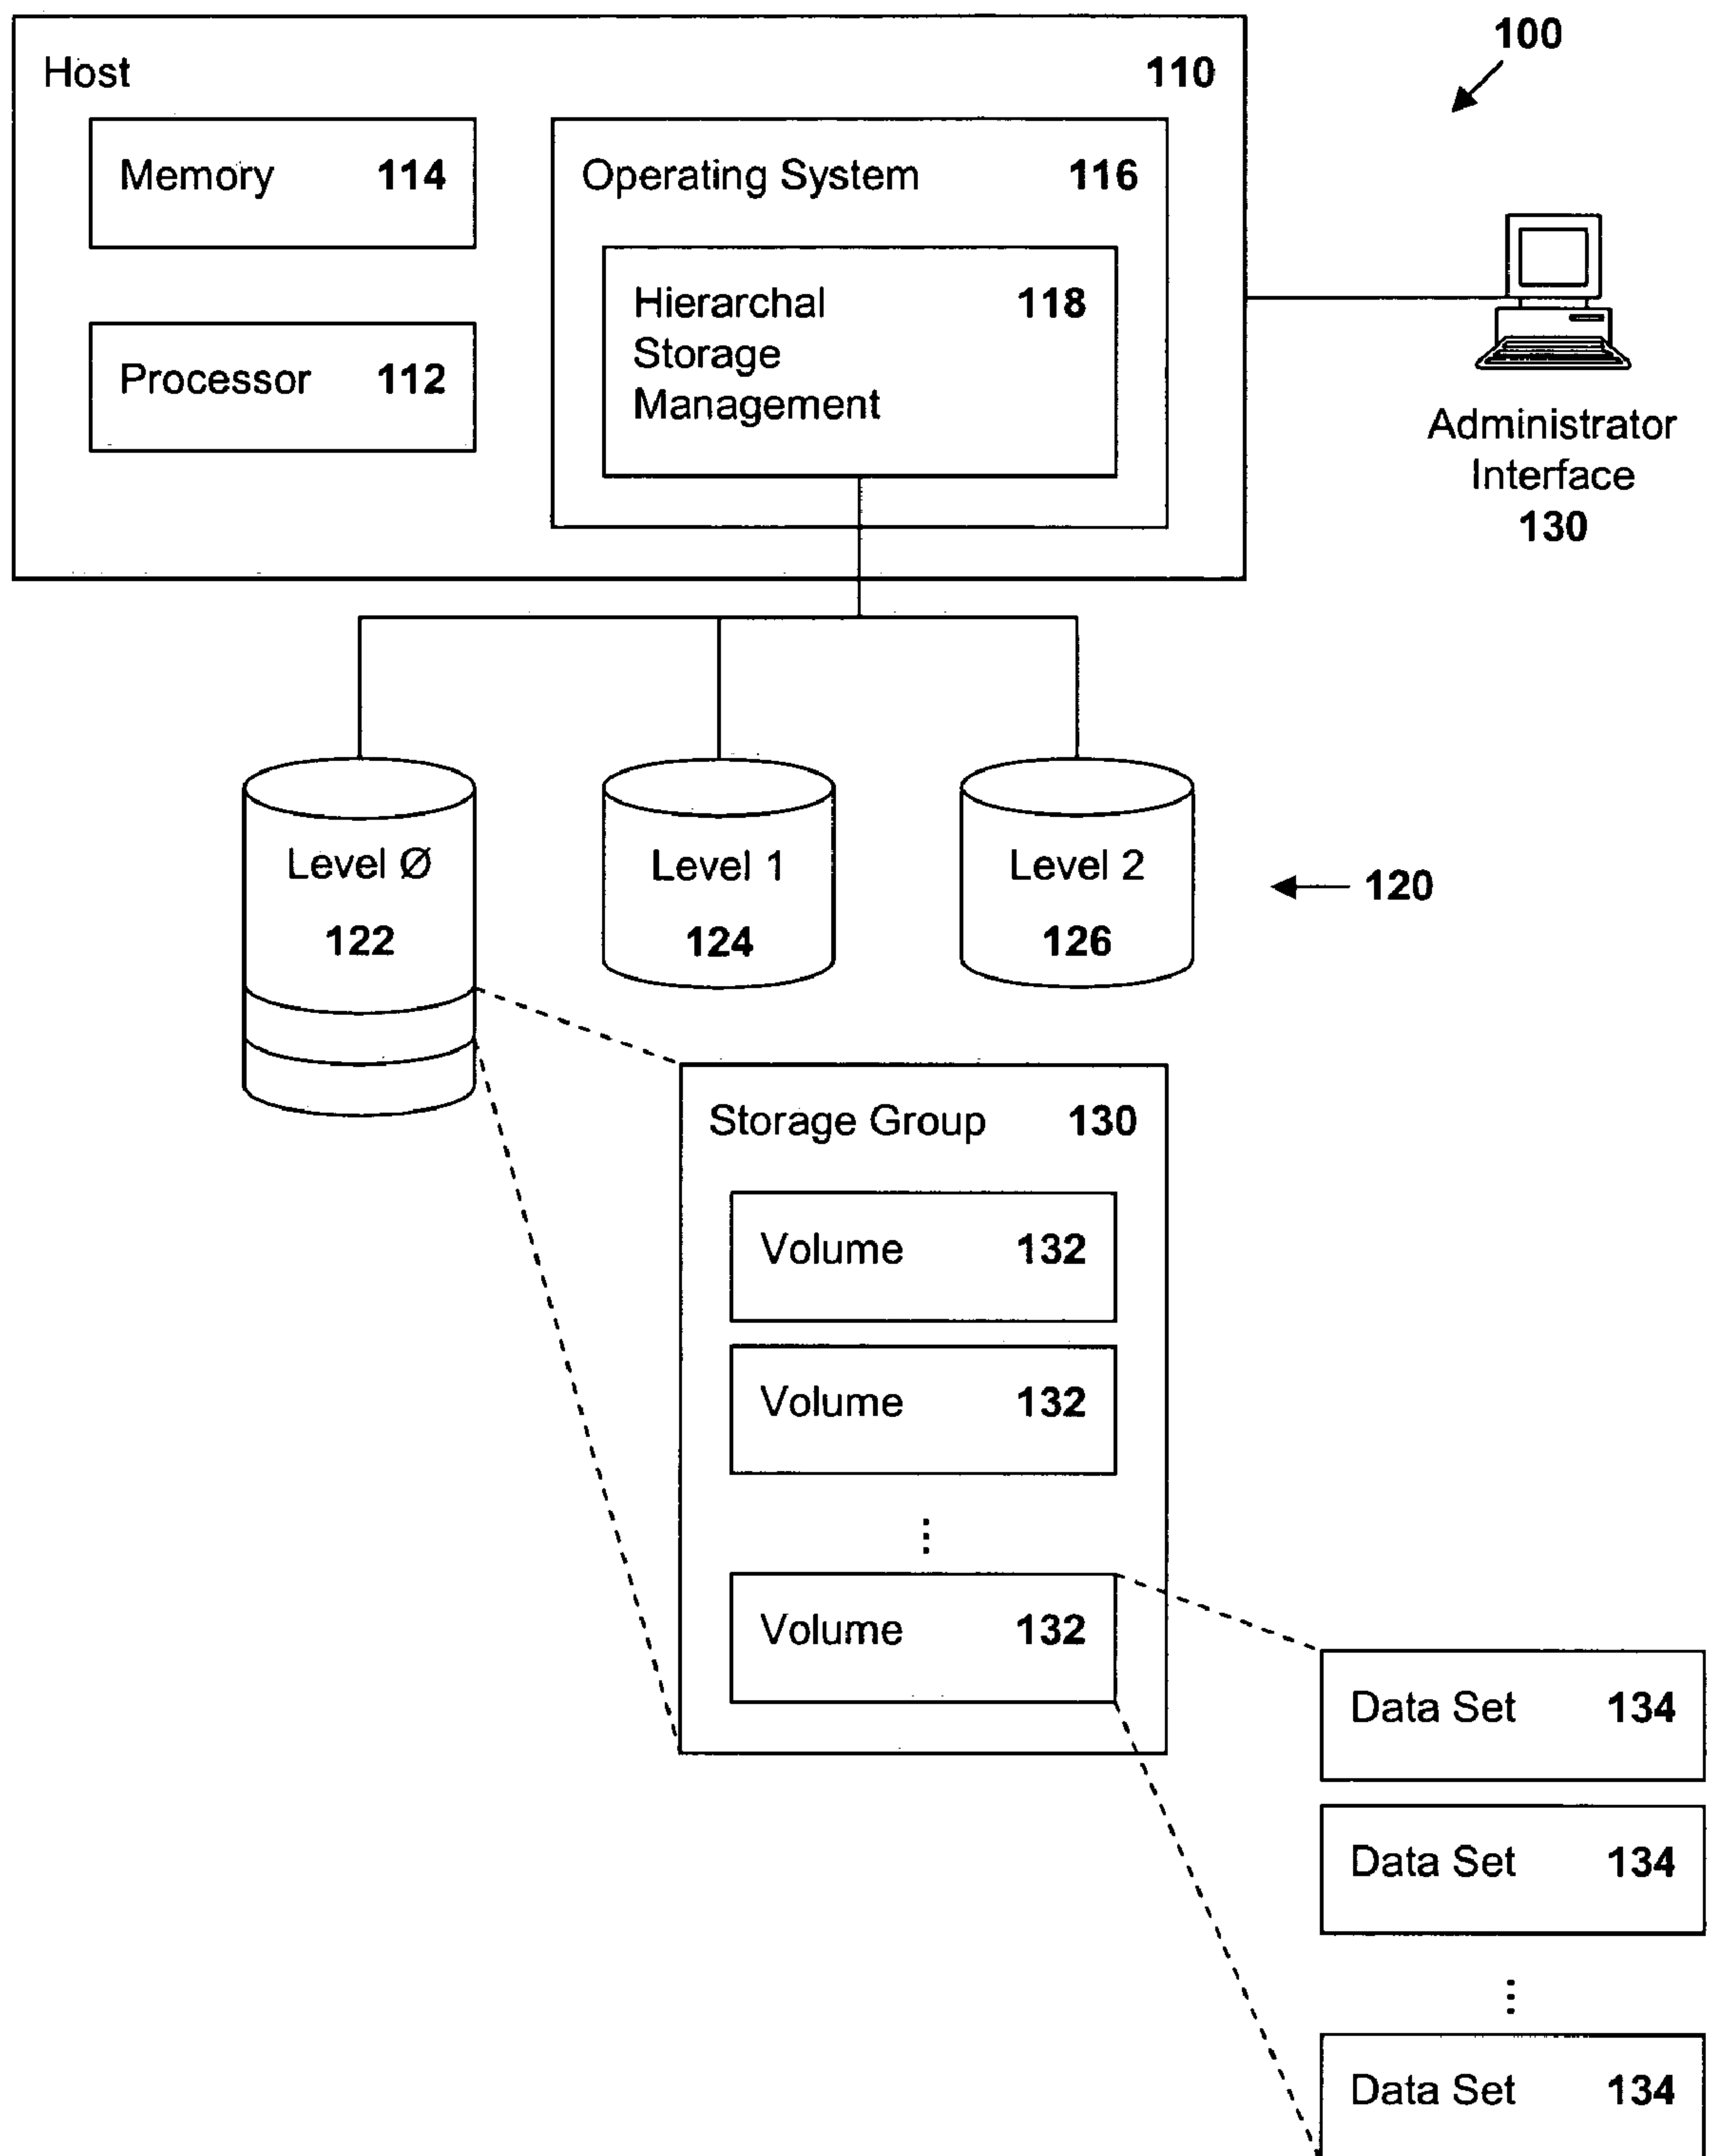 100
Host 110
Memory 114
Operating System 116
Hierarchal 118
Storage
Management
Processor 112
Administrator
Interface
130
Level Ø
122
Level 1
124
Level 2
126
120
Storage Group 130
Volume 132
Volume 132
⋮
Volume 132
Data Set 134
Data Set 134
⋮
Data Set 134